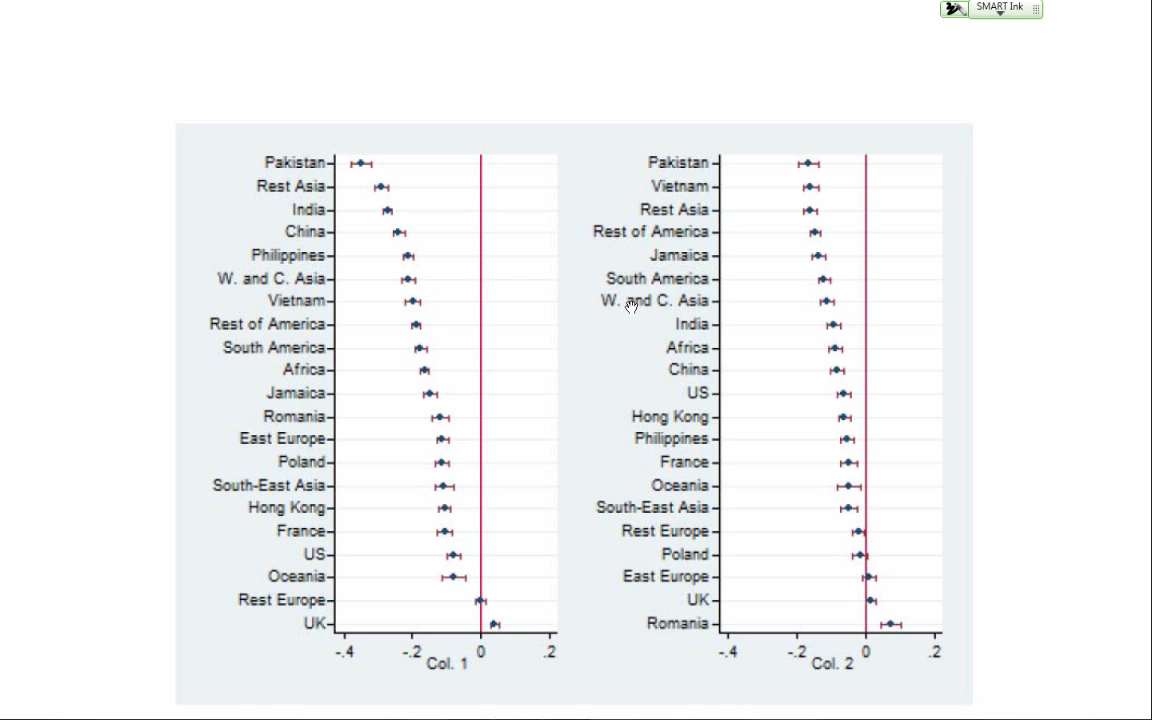 SMART Ink
Pakistan
Rest Asia
India
China
Philippines
W. and C. Asia
Vietnam
Rest of America
South America
Africa
Jamaica
Romania
East Europe
Poland
South-East Asia
Hong Kong
France
US
Oceania
Rest Europe
UK
-.4 -.2 0 .2
Col. 1
Pakistan
Vietnam
Rest Asia
Rest of America
Jamaica
South America
W. and C. Asia
India
Africa
China
US
Hong Kong
Philippines
France
Oceania
South-East Asia
Rest Europe
Poland
East Europe
UK
Romania
-.4 -.2 0 .2
Col. 2